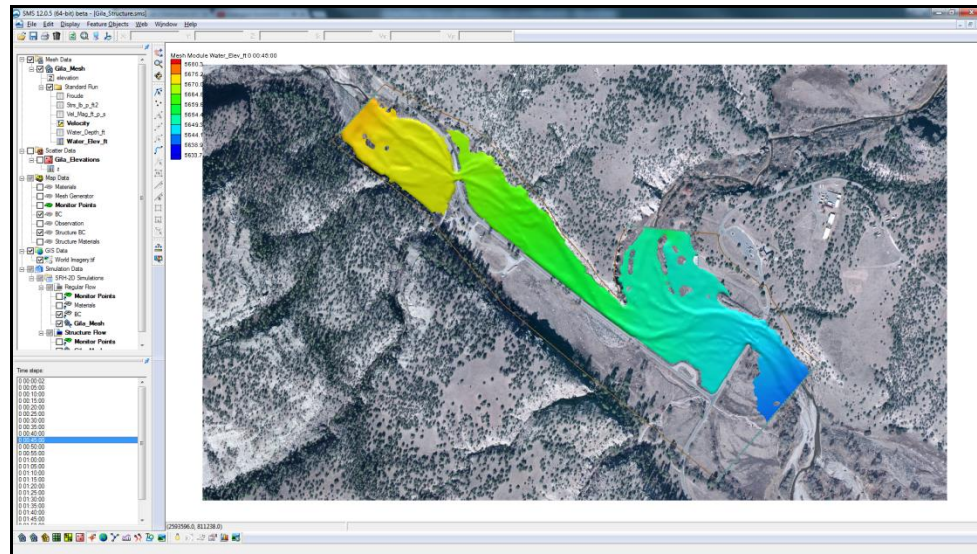 SMS 12.0.5 (64-bit) beta - [Gila_Structure.sms]
File Edit Display Feature Objects Web Window Help
X: Y: Z: S: Vx: Vy:
Mesh Data
Gila_Mesh
elevation
Standard Run
Froude
Strs_lb_p_ft2
Vel_Mag_ft_p_s
Velocity
Water_Depth_ft
Water_Elev_ft
Scatter Data
Gila_Elevations
z
Map Data
Materials
Mesh Generator
Monitor Points
BC
Observation
Structure BC
Structure Materials
GIS Data
World Imagery.tif
Simulation Data
SRH-2D Simulations
Regular Flow
Monitor Points
Materials
BC
Gila_Mesh
Structure Flow
Monitor Points
Time steps:
0 00:00:02
0 00:05:00
0 00:10:00
0 00:15:00
0 00:20:00
0 00:25:00
0 00:30:00
0 00:35:00
0 00:40:00
0 00:45:00
0 00:50:00
0 00:55:00
0 01:00:00
0 01:05:00
0 01:10:00
0 01:15:00
0 01:20:00
0 01:25:00
0 01:30:00
0 01:35:00
0 01:40:00
0 01:45:00
Mesh Module Water_Elev_ft 0 00:45:00
(2593596.0, 811238.0)